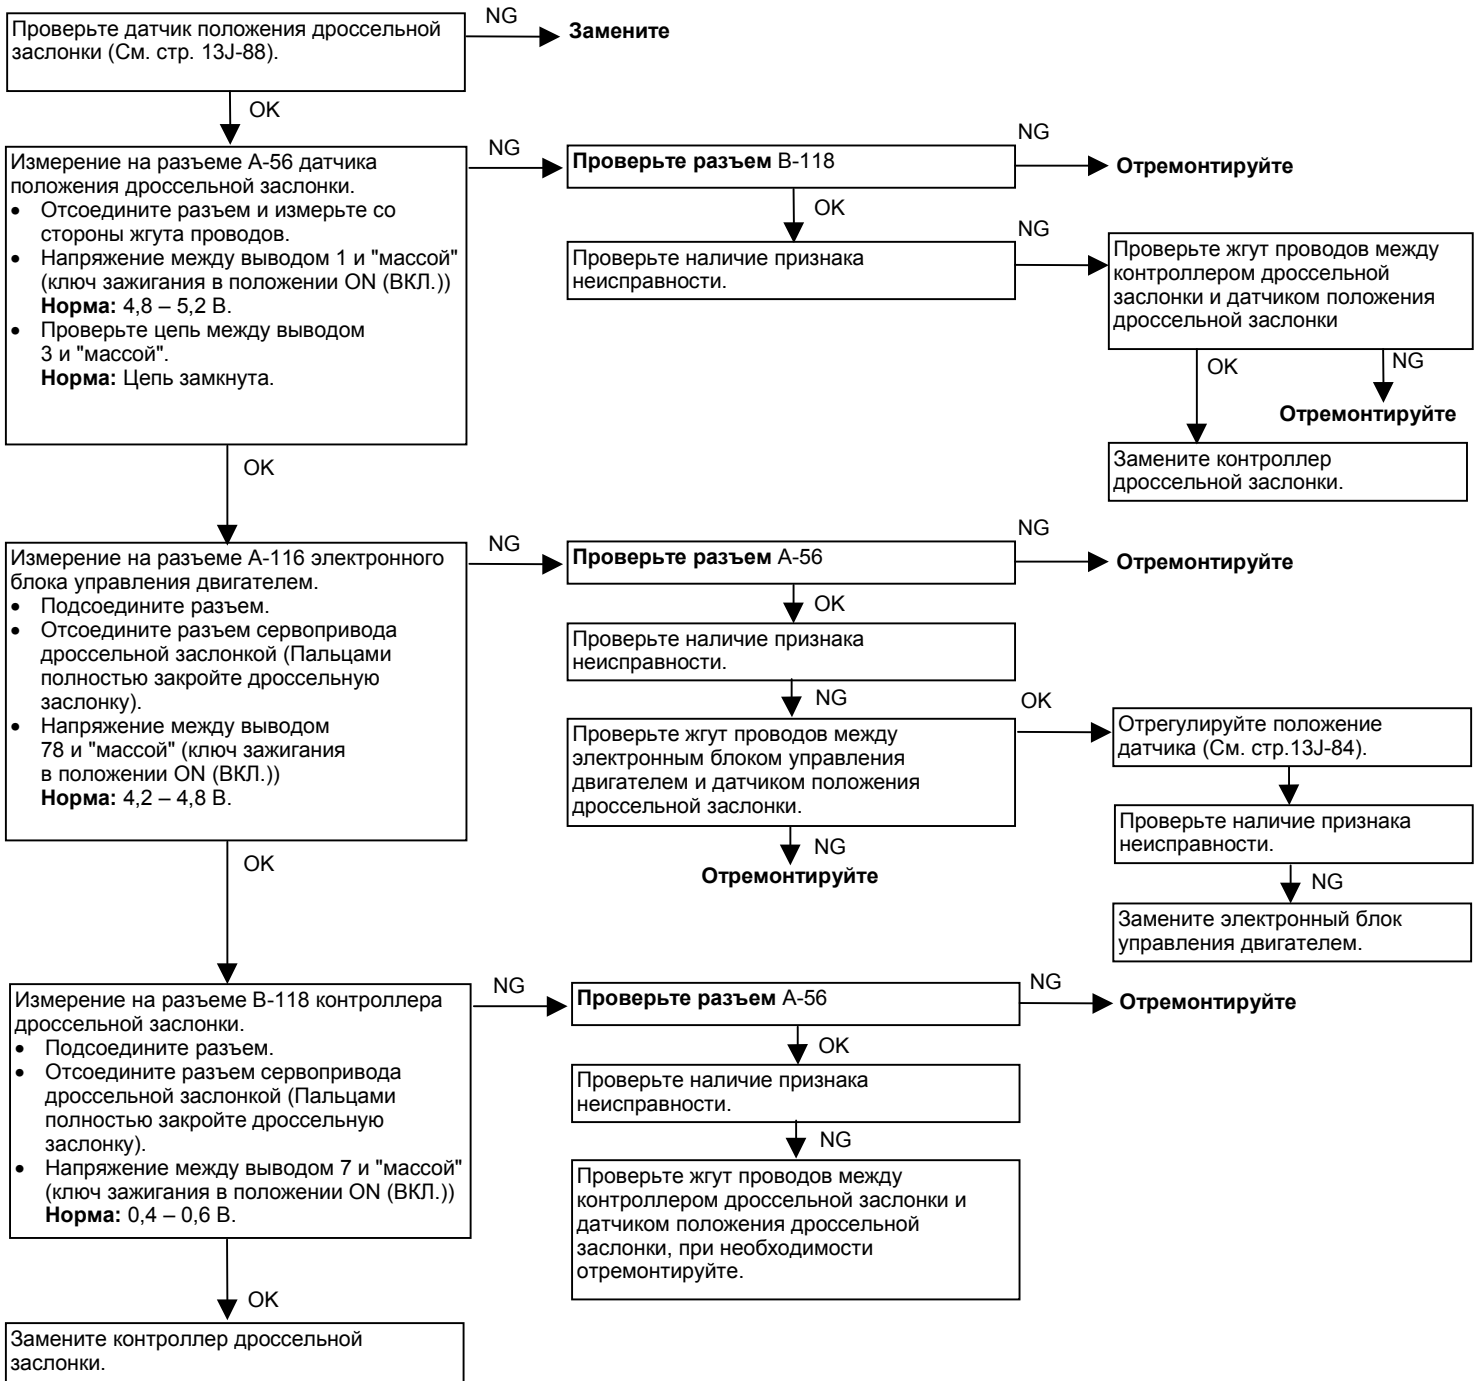 Проверьте датчик положения дроссельной
заслонки (См. стр. 13J-88).
NG
Замените
OK
Измерение на разъеме А-56 датчика
положения дроссельной заслонки.
• Отсоедините разъем и измерьте со
стороны жгута проводов.
• Напряжение между выводом 1 и "массой"
(ключ зажигания в положении ON (ВКЛ.))
Норма: 4,8 – 5,2 В.
• Проверьте цепь между выводом
3 и "массой".
Норма: Цепь замкнута.
NG
Проверьте разъем В-118
NG
Отремонтируйте
OK
Проверьте наличие признака
неисправности.
NG
Проверьте жгут проводов между
контроллером дроссельной
заслонки и датчиком положения
дроссельной заслонки
OK
NG
Отремонтируйте
Замените контроллер
дроссельной заслонки.
OK
Измерение на разъеме А-116 электронного
блока управления двигателем.
• Подсоедините разъем.
• Отсоедините разъем сервопривода
дроссельной заслонкой (Пальцами
полностью закройте дроссельную
заслонку).
• Напряжение между выводом
78 и "массой" (ключ зажигания
в положении ON (ВКЛ.))
Норма: 4,2 – 4,8 В.
NG
Проверьте разъем А-56
NG
Отремонтируйте
OK
Проверьте наличие признака
неисправности.
NG
Проверьте жгут проводов между
электронным блоком управления
двигателем и датчиком положения
дроссельной заслонки.
OK
Отрегулируйте положение
датчика (См. стр.13J-84).
Проверьте наличие признака
неисправности.
NG
Замените электронный блок
управления двигателем.
NG
Отремонтируйте
OK
Измерение на разъеме В-118 контроллера
дроссельной заслонки.
• Подсоедините разъем.
• Отсоедините разъем сервопривода
дроссельной заслонкой (Пальцами
полностью закройте дроссельную
заслонку).
• Напряжение между выводом 7 и "массой"
(ключ зажигания в положении ON (ВКЛ.))
Норма: 0,4 – 0,6 В.
NG
Проверьте разъем А-56
NG
Отремонтируйте
OK
Проверьте наличие признака
неисправности.
NG
Проверьте жгут проводов между
контроллером дроссельной заслонки и
датчиком положения дроссельной
заслонки, при необходимости
отремонтируйте.
OK
Замените контроллер дроссельной
заслонки.